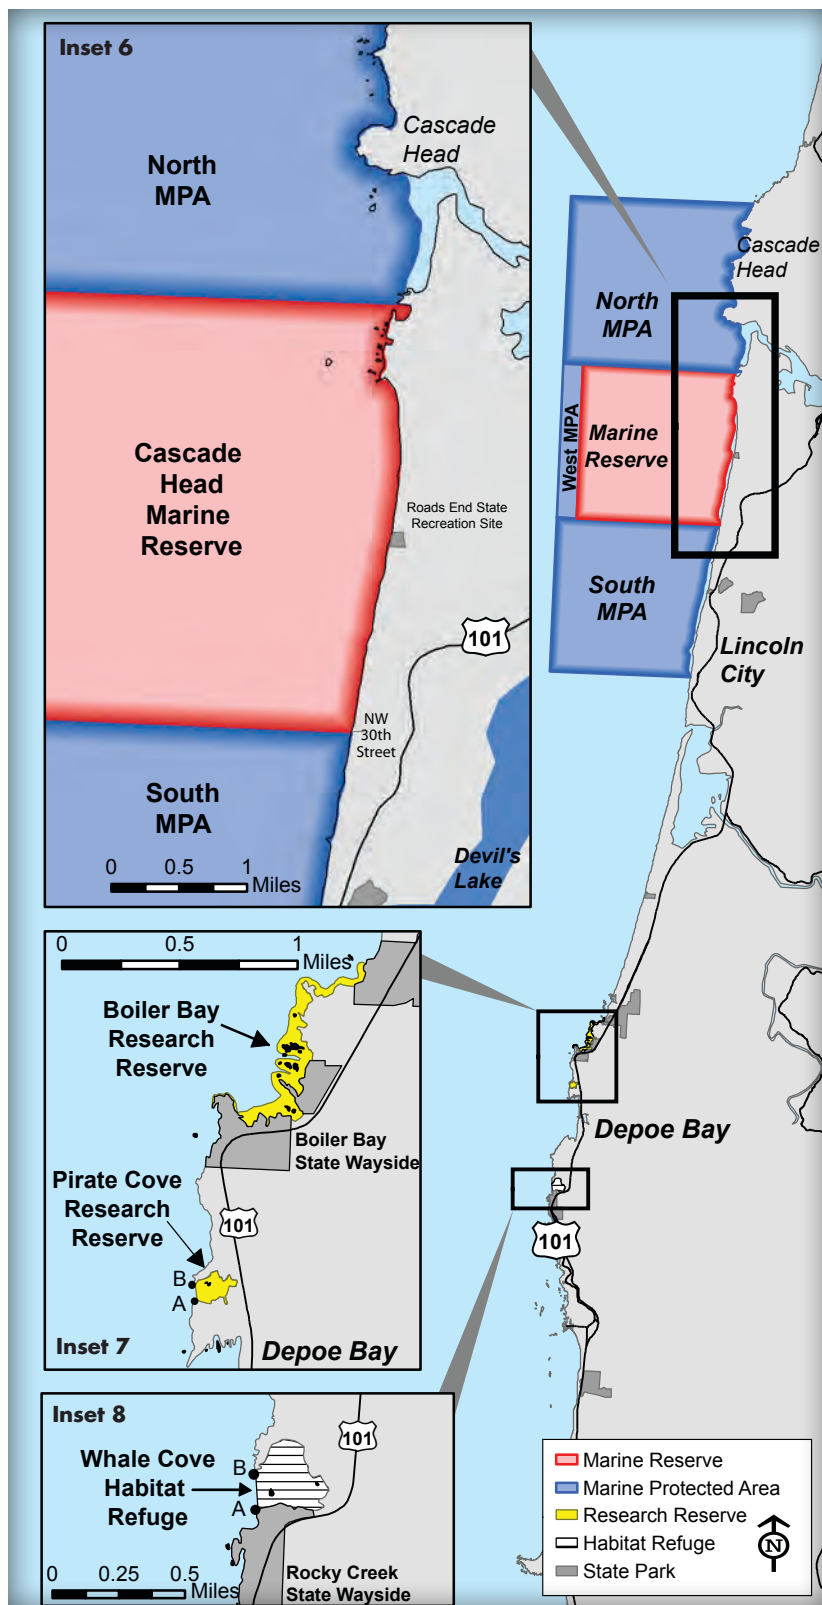 Inset 6
Cascade
Head
North
MPA
Cascade
Head
Marine
Reserve
Roads End State
Recreation Site
101
NW
30th
Street
South
MPA
0 0.5 1
Miles
Devil's
Lake
Cascade
Head
North
MPA
West MPA
Marine
Reserve
South
MPA
Lincoln
City
0 0.5 1
Miles
Boiler Bay
Research
Reserve
Boiler Bay
State Wayside
Pirate Cove
Research
Reserve
101
B
A
Inset 7
Depoe Bay
Depoe Bay
101
Inset 8
101
Whale Cove
Habitat
Refuge
B
A
0 0.25 0.5
Miles
Rocky Creek
State Wayside
Marine Reserve
Marine Protected Area
Research Reserve
Habitat Refuge
State Park
N